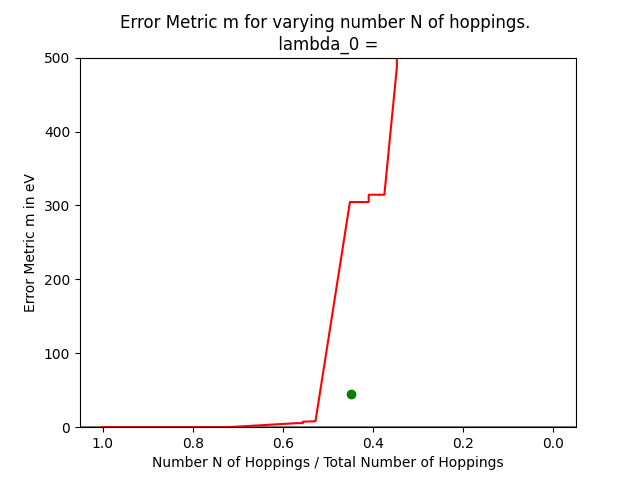 Error Metric m for varying number N of hoppings.
lambda_0 =
Error Metric m in eV
500
400
300
200
100
0
1.0 0.8 0.6 0.4 0.2 0.0
Number N of Hoppings / Total Number of Hoppings